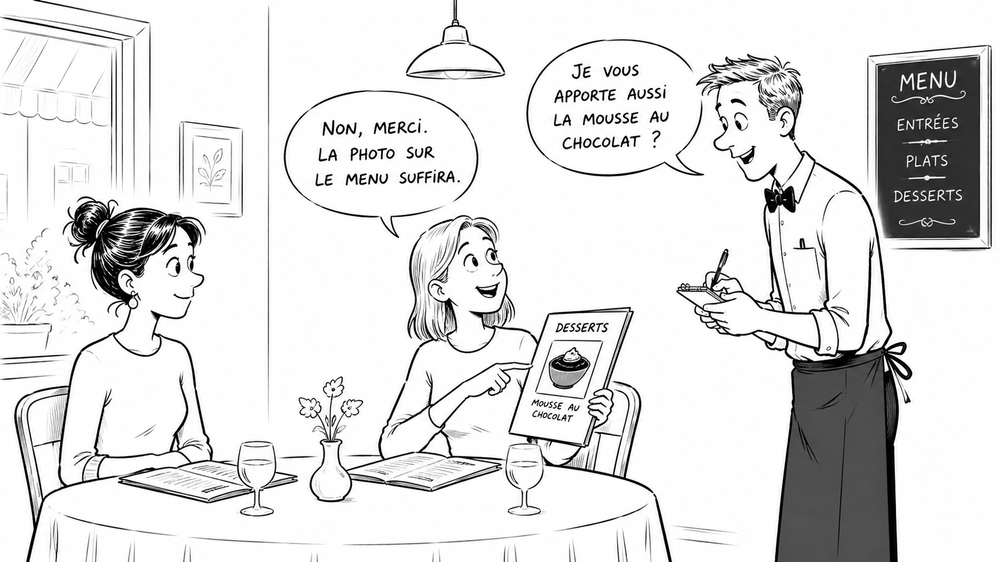 JE VOUS
APPORTE AUSSI
LA MOUSSE AU
CHOCOLAT ?
NON, MERCI.
LA PHOTO SUR
LE MENU SUFFIRA.
MENU
ENTRÉES
PLATS
DESSERTS
DESSERTS
MOUSSE AU
CHOCOLAT